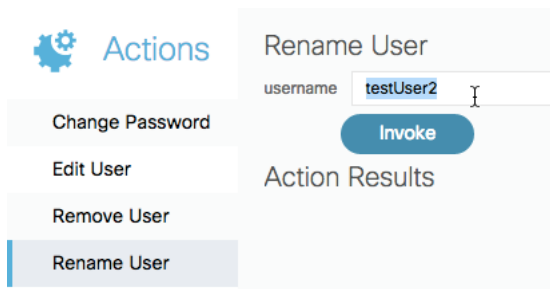 Actions
Change Password
Edit User
Remove User
Rename User
Rename User
username testUser2
Invoke
Action Results